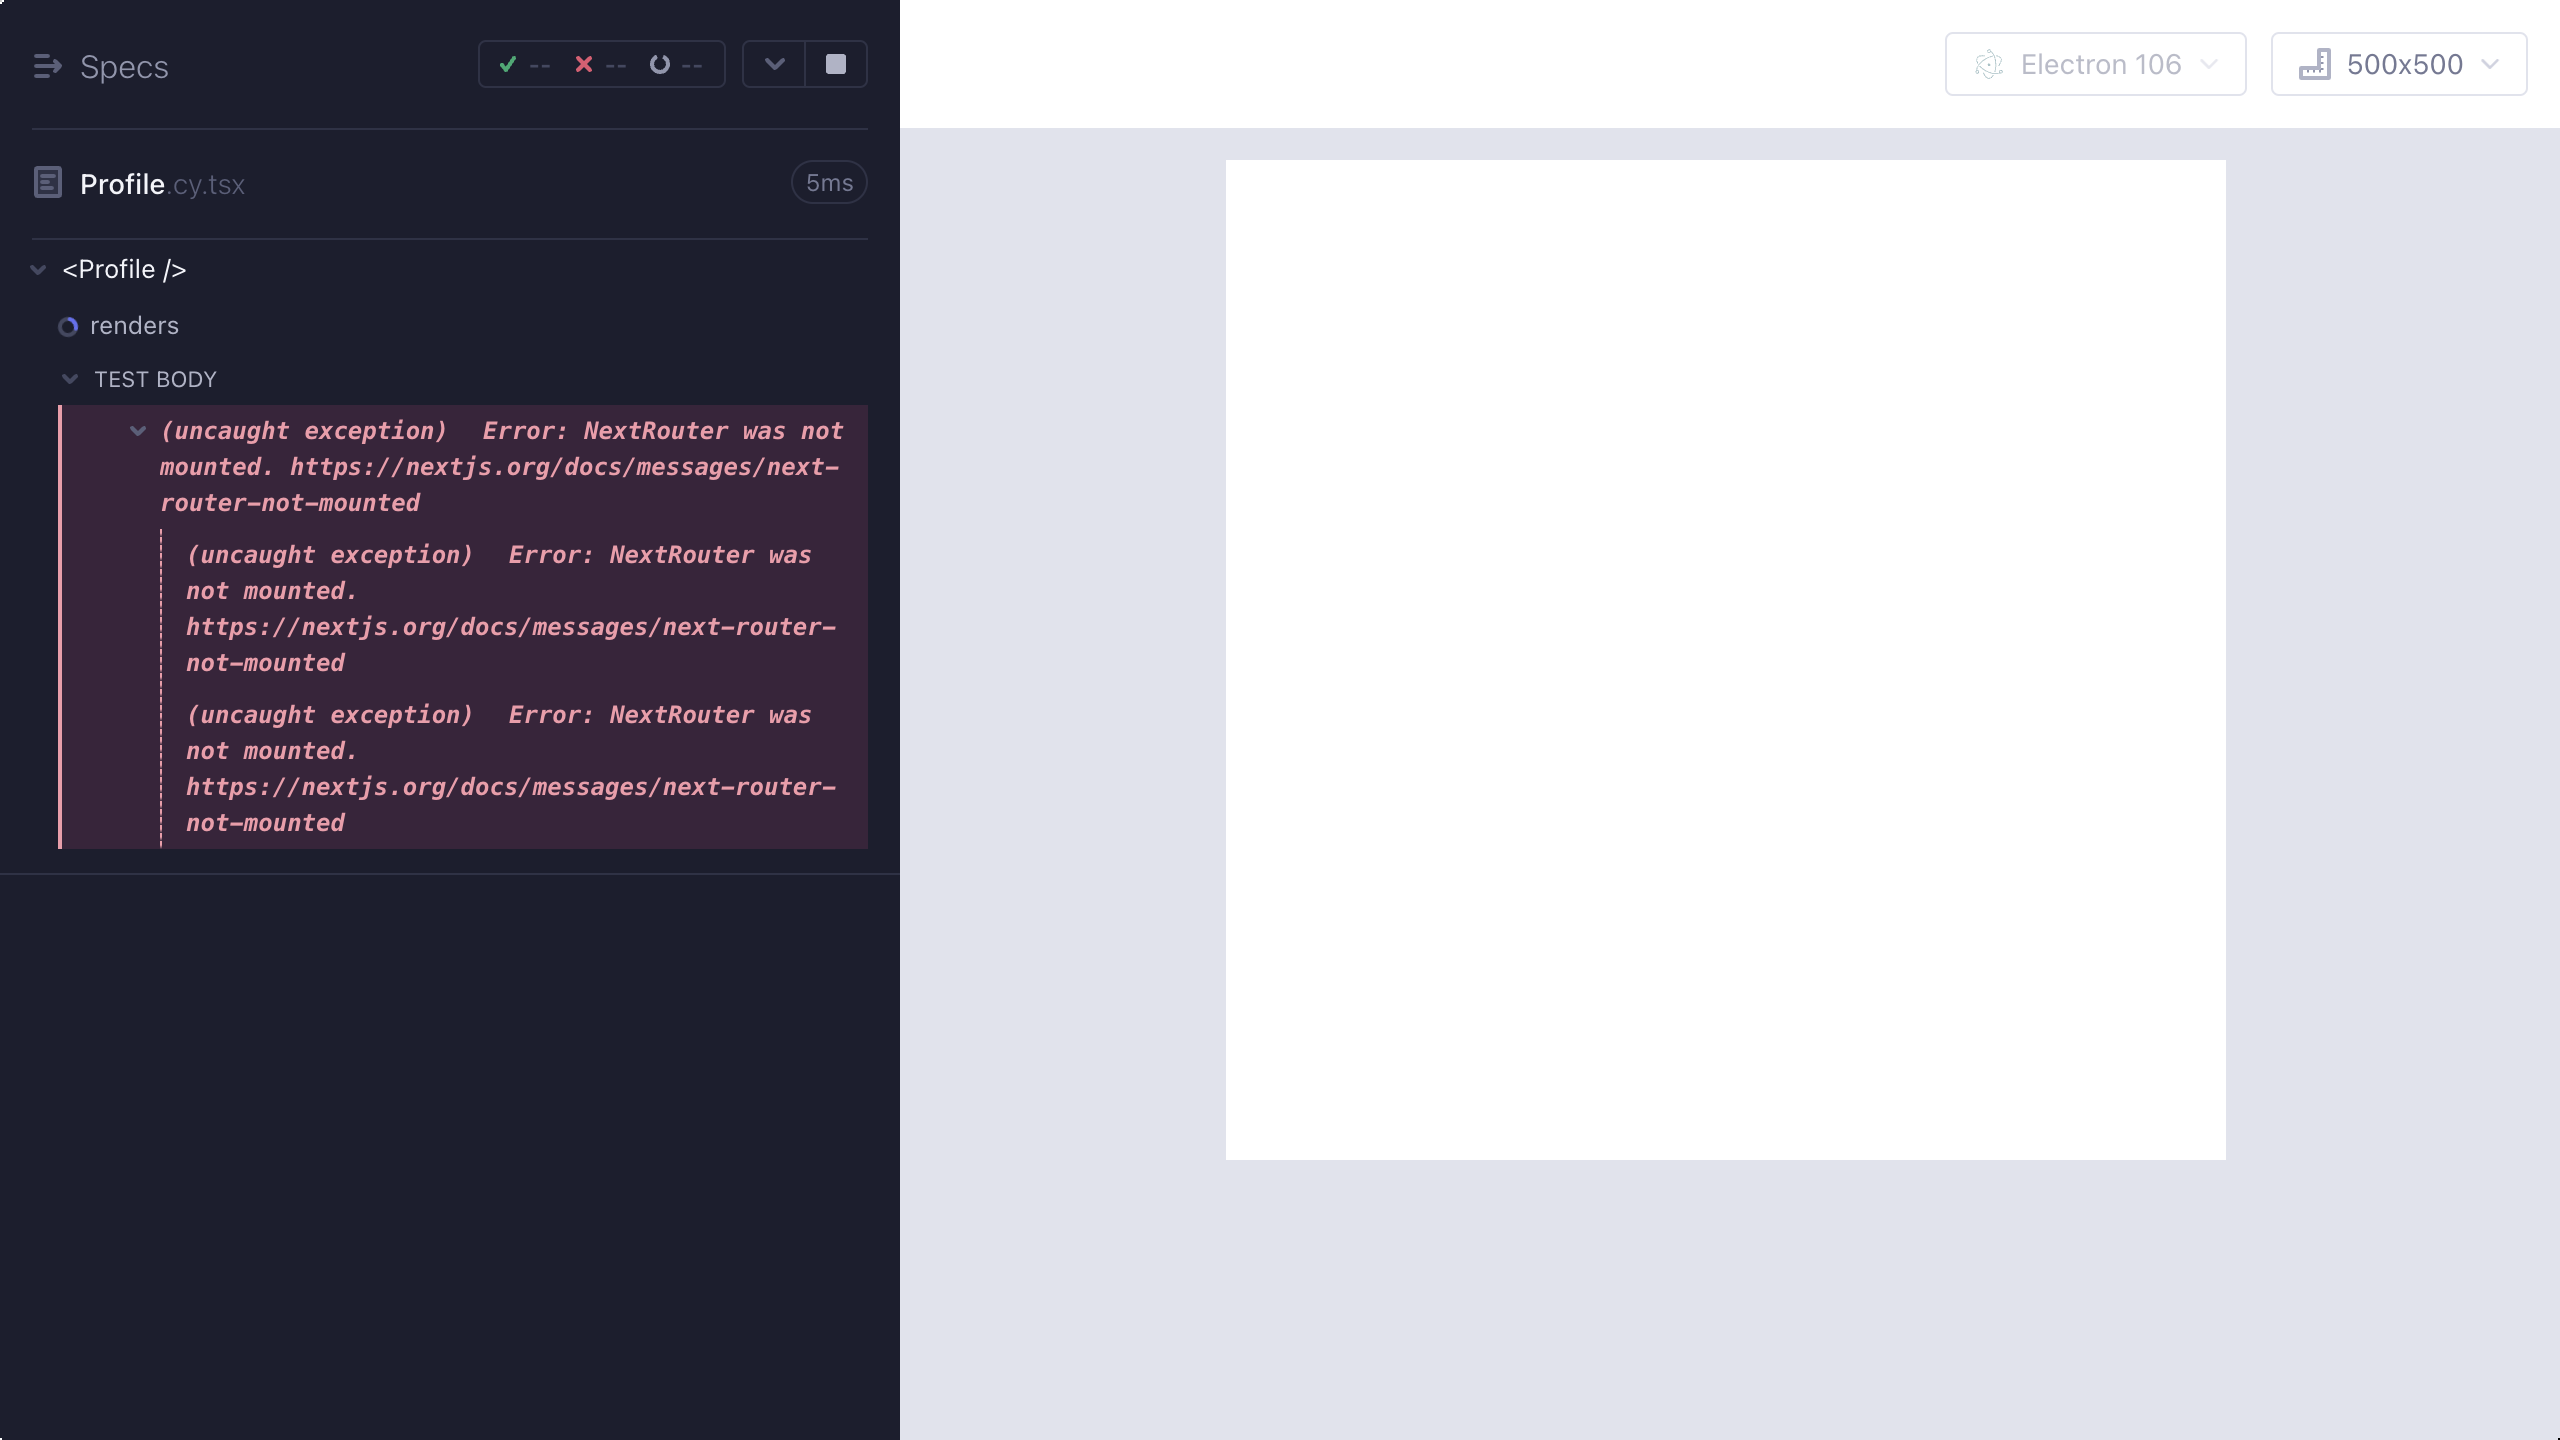 Specs
-- -- --
Electron 106
500x500
Profile.cy.tsx
5ms
<Profile />
renders
TEST BODY
(uncaught exception) Error: NextRouter was not
mounted. https://nextjs.org/docs/messages/next-
router-not-mounted
(uncaught exception) Error: NextRouter was
not mounted.
https://nextjs.org/docs/messages/next-router-
not-mounted
(uncaught exception) Error: NextRouter was
not mounted.
https://nextjs.org/docs/messages/next-router-
not-mounted